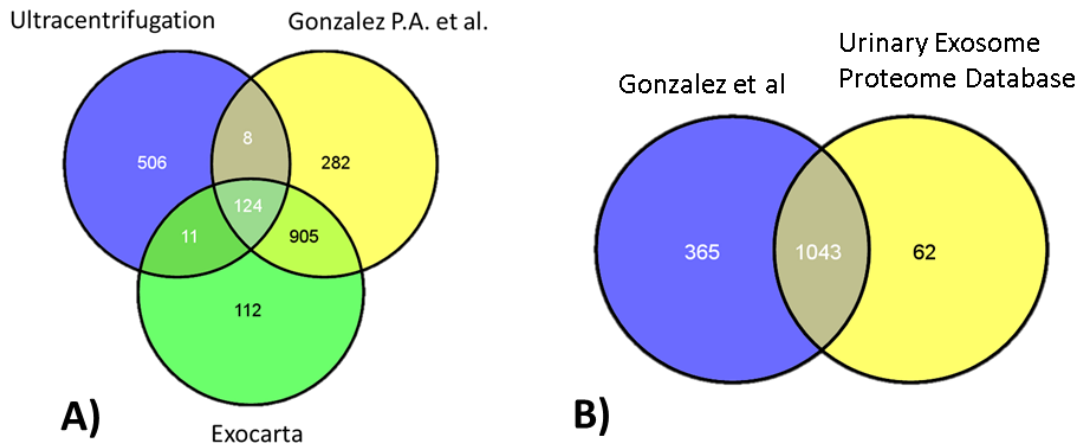 Ultracentrifugation
Gonzalez P.A. et al.
8
506
282
124
11
905
112
A)
Exocarta
Gonzalez et al
Urinary Exosome
Proteome Database
365
1043
62
B)